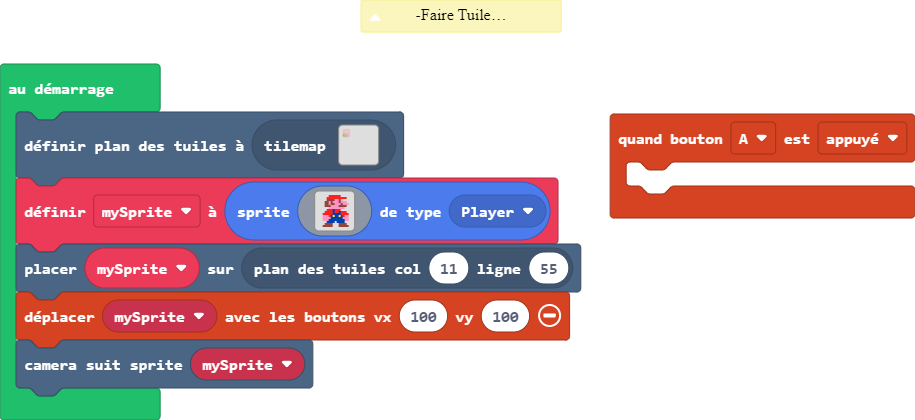 -Faire Tuile…
au démarrage
définir plan des tuiles à tilemap
définir mySprite à sprite de type Player
placer mySprite sur plan des tuiles col 11 ligne 55
déplacer mySprite avec les boutons vx 100 vy 100
camera suit sprite mySprite
quand bouton A est appuyé